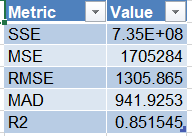 Metric Value
SSE 7.35E+08
MSE 1705284
RMSE 1305.865
MAD 941.9253
R2 0.851545